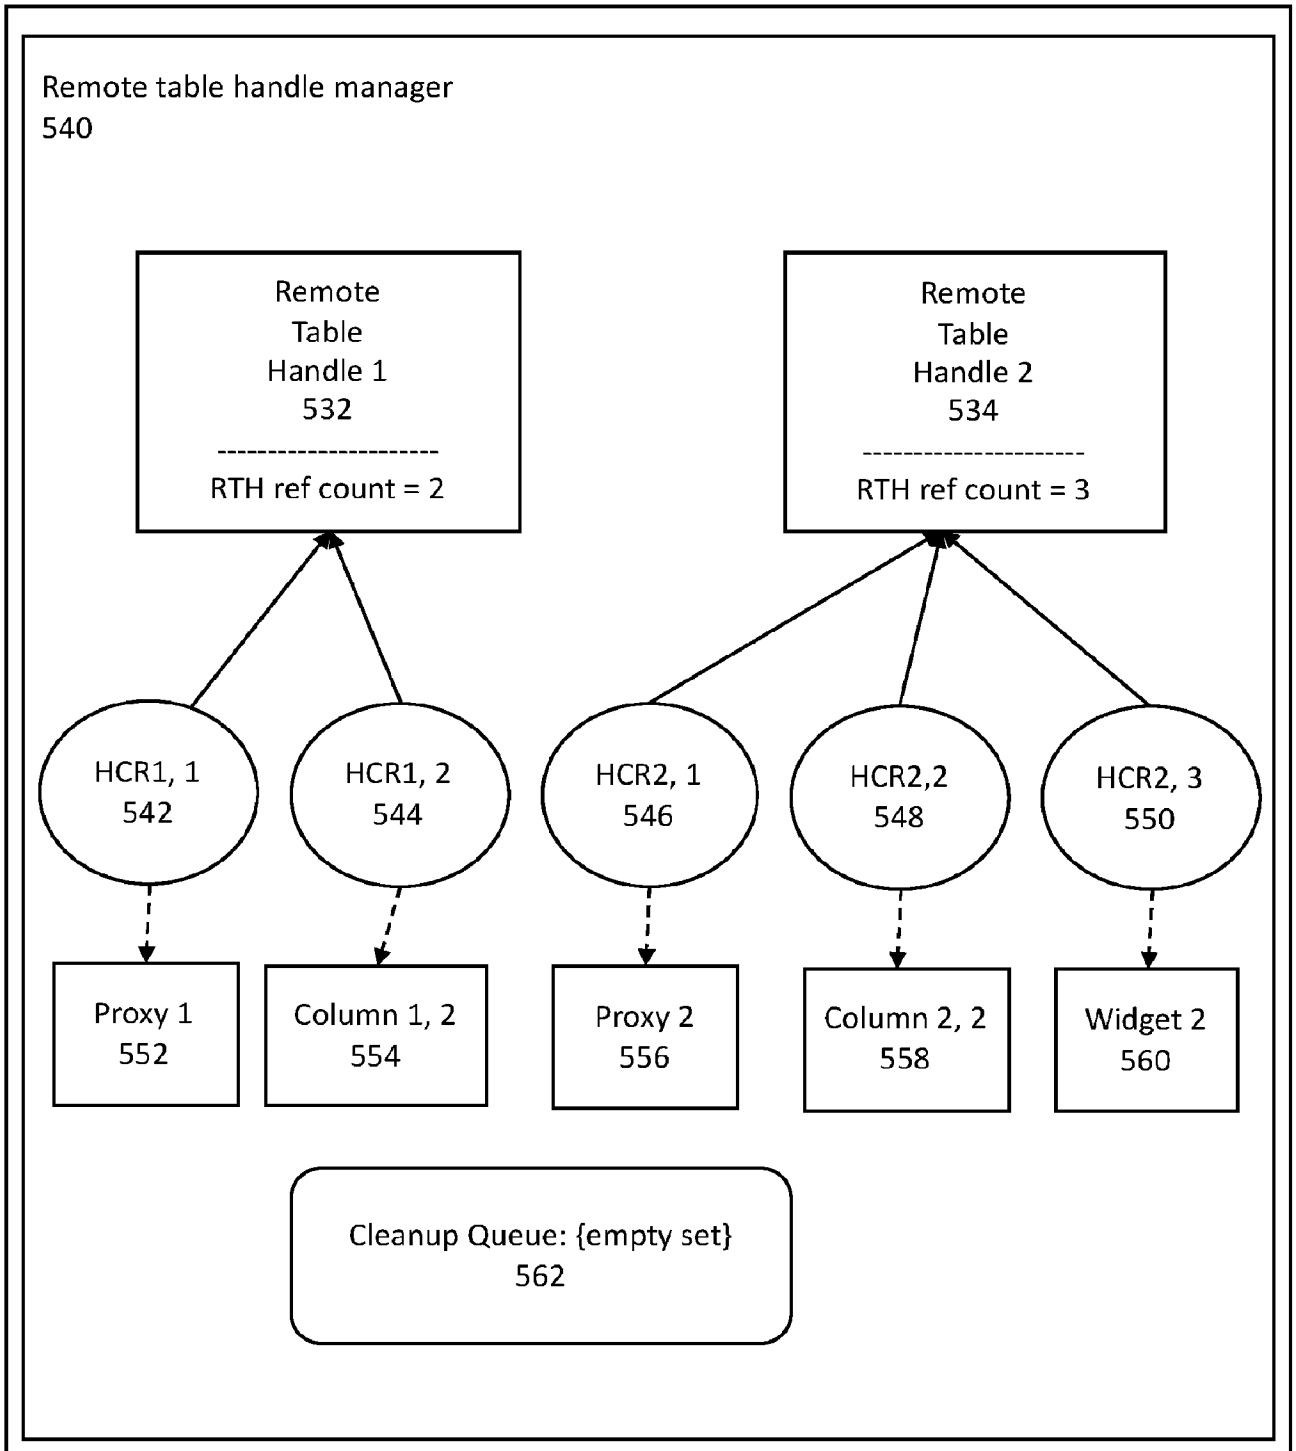 Remote table handle manager
540
Remote
Table
Handle 1
532
----------------------
RTH ref count = 2
Remote
Table
Handle 2
534
----------------------
RTH ref count = 3
HCR1, 1
542
HCR1, 2
544
HCR2, 1
546
HCR2,2
548
HCR2, 3
550
Proxy 1
552
Column 1, 2
554
Proxy 2
556
Column 2, 2
558
Widget 2
560
Cleanup Queue: {empty set}
562